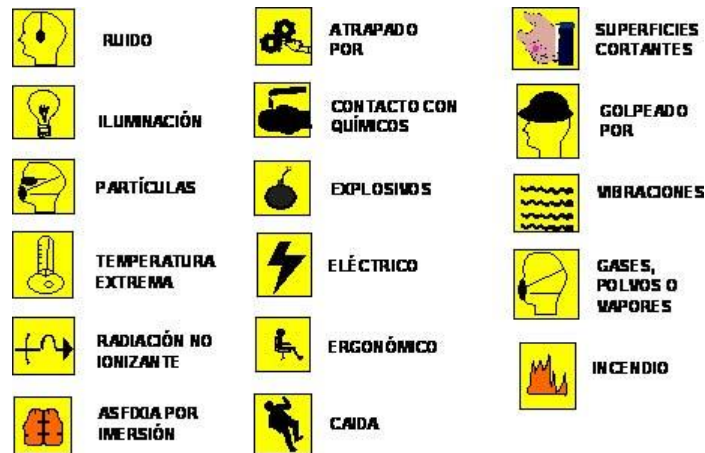 RUIDO
ILUMINACIÓN
PARTÍCULAS
TEMPERATURA
EXTREMA
RADIACIÓN NO
IONIZANTE
ASFIXIA POR
IMERSIÓN
ATRAPADO
POR
CONTACTO CON
QUÍMICOS
EXPLOSIVOS
ELÉCTRICO
ERGONÓMICO
CAIDA
SUPERFICIES
CORTANTES
GOLPEADO
POR
VIBRACIONES
GASES,
POLVOS O
VAPORES
INCENDIO